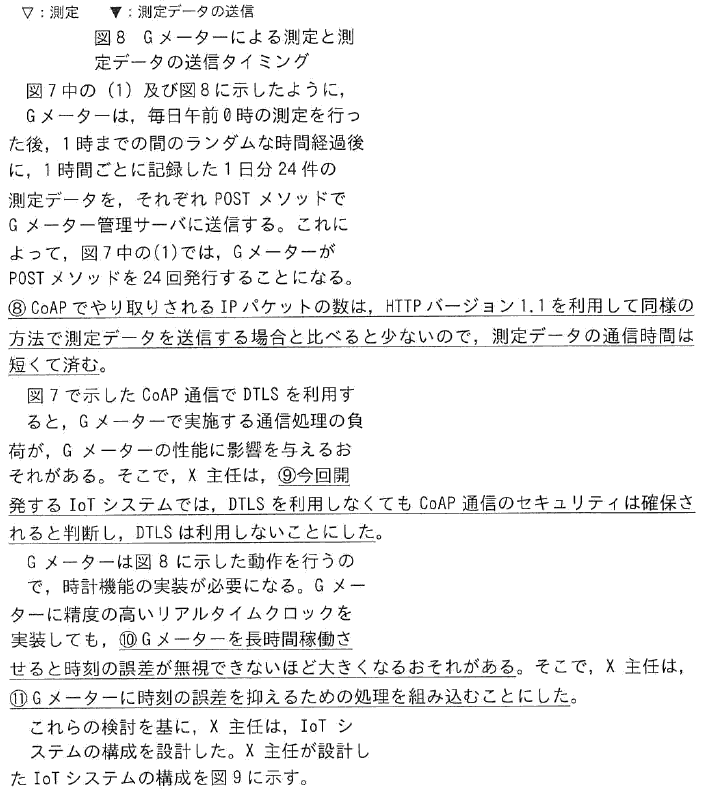 ▽：測定　▼：測定データの送信
図8　Gメーターによる測定と測
定データの送信タイミング
図7中の（1）及び図8に示したように，
Gメーターは，毎日午前0時の測定を行っ
た後，1時までの間のランダムな時間経過後
に，1時間ごとに記録した1日分24件の
測定データを，それぞれPOSTメソッドで
Gメーター管理サーバに送信する。これに
よって，図7中の(1)では，Gメーターが
POSTメソッドを24回発行することになる。
⑧CoAPでやり取りされるIPパケットの数は，HTTPバージョン1.1を利用して同様の
方法で測定データを送信する場合と比べると少ないので，測定データの通信時間は
短くて済む。
図7で示したCoAP通信でDTLSを利用す
ると，Gメーターで実施する通信処理の負
荷が，Gメーターの性能に影響を与えるお
それがある。そこで，X主任は，⑨今回開
発するIoTシステムでは，DTLSを利用しなくてもCoAP通信のセキュリティは確保さ
れると判断し，DTLSは利用しないことにした。
Gメーターは図8に示した動作を行うの
で，時計機能の実装が必要になる。Gメー
ターに精度の高いリアルタイムクロックを
実装しても，⑩Gメーターを長時間稼働さ
せると時刻の誤差が無視できないほど大きくなるおそれがある。そこで，X主任は，
⑪Gメーターに時刻の誤差を抑えるための処理を組み込むことにした。
これらの検討を基に，X主任は，IoTシ
ステムの構成を設計した。X主任が設計し
たIoTシステムの構成を図9に示す。